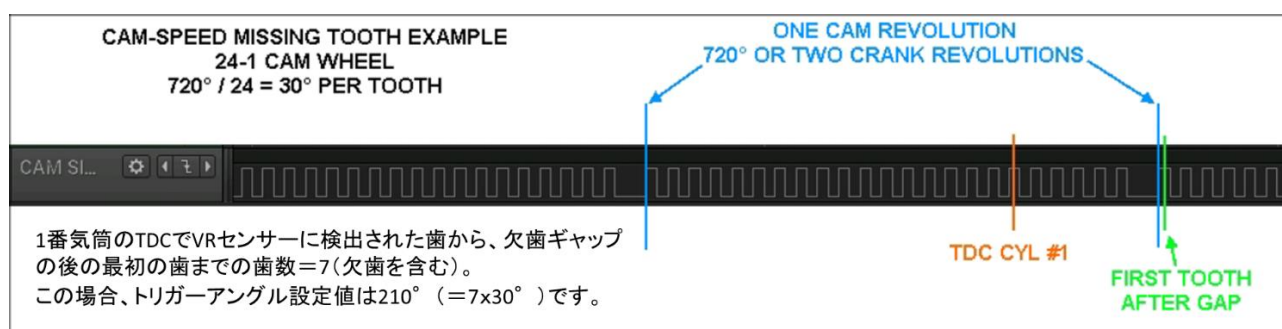 CAM-SPEED MISSING TOOTH EXAMPLE
24-1 CAM WHEEL
720° / 24 = 30° PER TOOTH
ONE CAM REVOLUTION
720° OR TWO CRANK REVOLUTIONS
CAM SI...
1番気筒のTDCでVRセンサーに検出された歯から、欠歯ギャップ
の後の最初の歯までの歯数＝7(欠歯を含む)。
この場合、トリガーアングル設定値は210°（＝7x30°）です。
TDC CYL #1
FIRST TOOTH
AFTER GAP